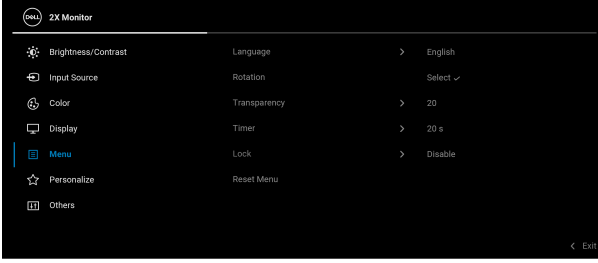 DELL 2X Monitor
Brightness/Contrast Language English
Input Source Rotation Select
Color Transparency 20
Display Timer 20 s
Menu Lock Disable
Personalize Reset Menu
Others
Exit